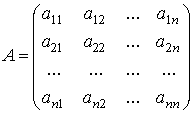 A = ( a11 a12 ... a1n
a21 a22 ... a2n
... ... ... ...
an1 an2 ... ann )